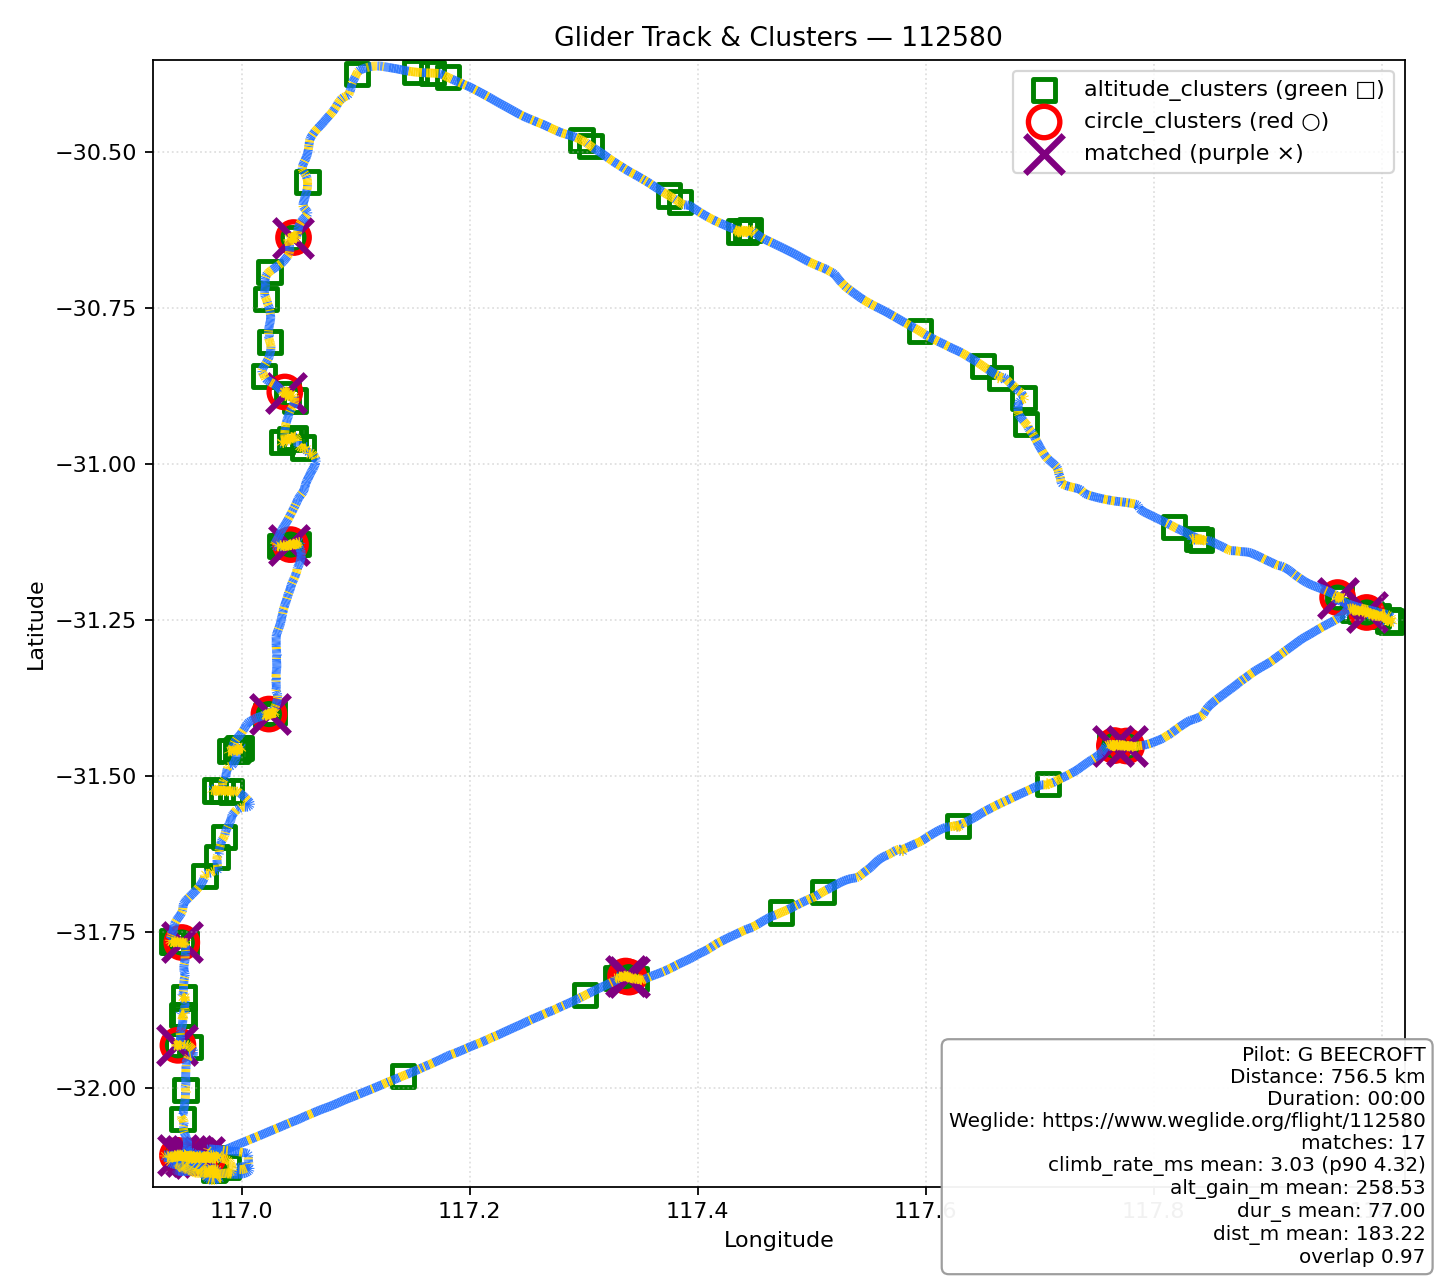 Glider Track & Clusters — 112580
altitude_clusters (green □)
circle_clusters (red ○)
matched (purple ×)
Latitude
−30.50
−30.75
−31.00
−31.25
−31.50
−31.75
−32.00
117.0
117.2
117.4
117.6
117.8
Longitude
Pilot: G BEECROFT
Distance: 756.5 km
Duration: 00:00
Weglide: https://www.weglide.org/flight/112580
matches: 17
climb_rate_ms mean: 3.03 (p90 4.32)
alt_gain_m mean: 258.53
dur_s mean: 77.00
dist_m mean: 183.22
overlap 0.97